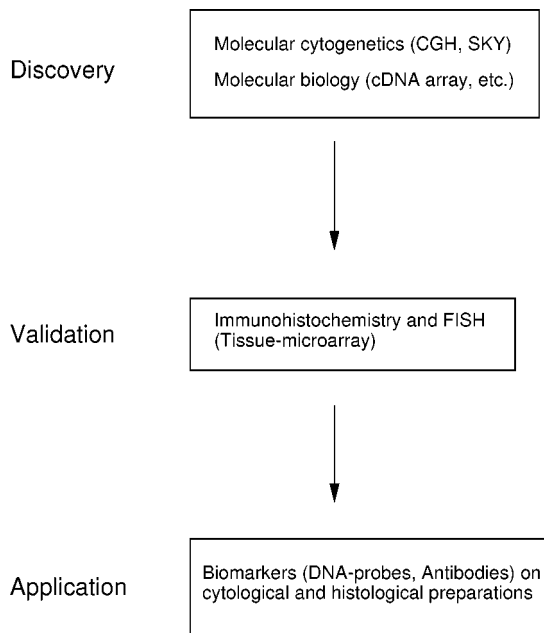 Discovery
Molecular cytogenetics (CGH, SKY)
Molecular biology (cDNA array, etc.)
Validation
Immunohistochemistry and FISH
(Tissue-microarray)
Application
Biomarkers (DNA-probes, Antibodies) on
cytological and histological preparations